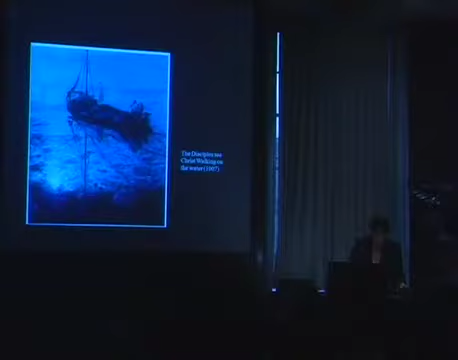 The Disciples see
Christ Walking on
the water (1907)